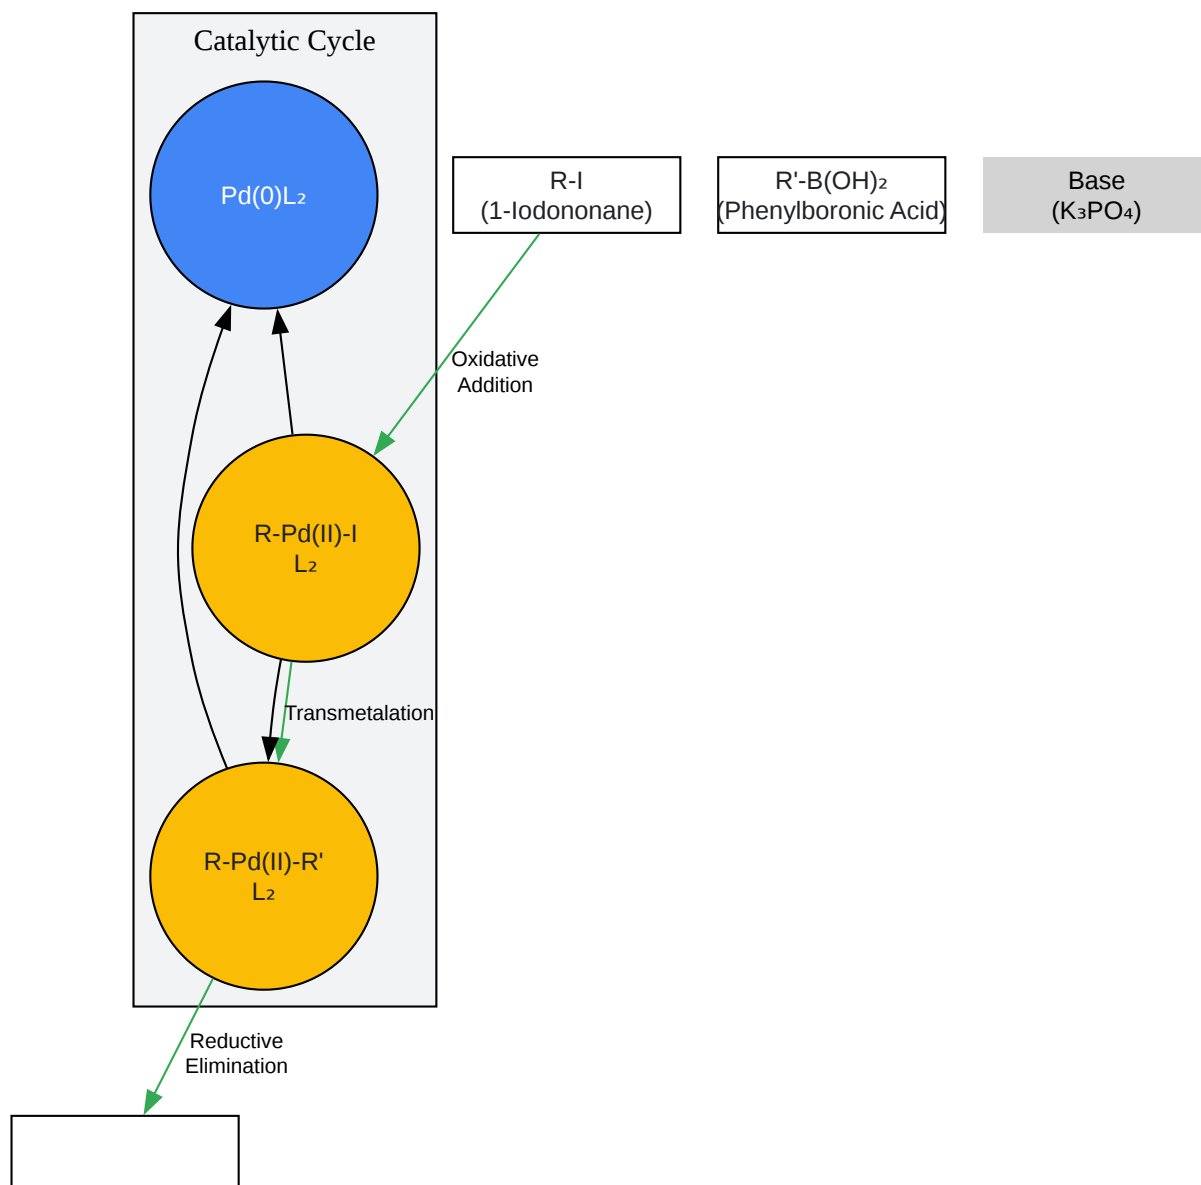 Catalytic Cycle
Pd(0)L₂
R-I
(1-Iodononane)
R'-B(OH)₂
(Phenylboronic Acid)
Base
(K₃PO₄)
Oxidative
Addition
R-Pd(II)-I
L₂
Transmetalation
R-Pd(II)-R'
L₂
Reductive
Elimination